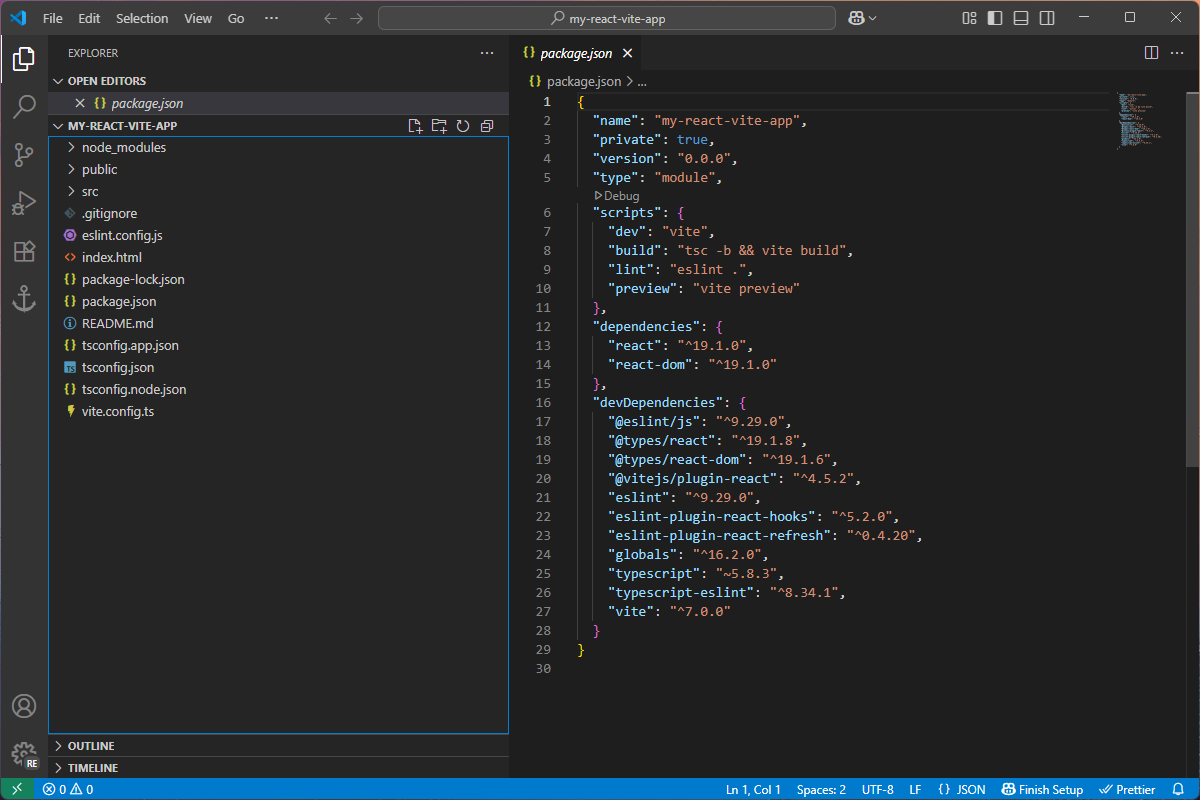 File Edit Selection View Go ··· my-react-vite-app
EXPLORER ···
OPEN EDITORS
{} package.json
MY-REACT-VITE-APP
node_modules
public
src
.gitignore
eslint.config.js
<> index.html
{} package-lock.json
{} package.json
README.md
{} tsconfig.app.json
TS tsconfig.json
{} tsconfig.node.json
vite.config.ts
OUTLINE
TIMELINE
RE
{} package.json
{} package.json > ...
1 {
2 "name": "my-react-vite-app",
3 "private": true,
4 "version": "0.0.0",
5 "type": "module",
Debug
6 "scripts": {
7 "dev": "vite",
8 "build": "tsc -b && vite build",
9 "lint": "eslint .",
10 "preview": "vite preview"
11 },
12 "dependencies": {
13 "react": "^19.1.0",
14 "react-dom": "^19.1.0"
15 },
16 "devDependencies": {
17 "@eslint/js": "^9.29.0",
18 "@types/react": "^19.1.8",
19 "@types/react-dom": "^19.1.6",
20 "@vitejs/plugin-react": "^4.5.2",
21 "eslint": "^9.29.0",
22 "eslint-plugin-react-hooks": "^5.2.0",
23 "eslint-plugin-react-refresh": "^0.4.20",
24 "globals": "^16.2.0",
25 "typescript": "~5.8.3",
26 "typescript-eslint": "^8.34.1",
27 "vite": "^7.0.0"
28 }
29 }
30
0 0 Ln 1, Col 1 Spaces: 2 UTF-8 LF {} JSON Finish Setup Prettier